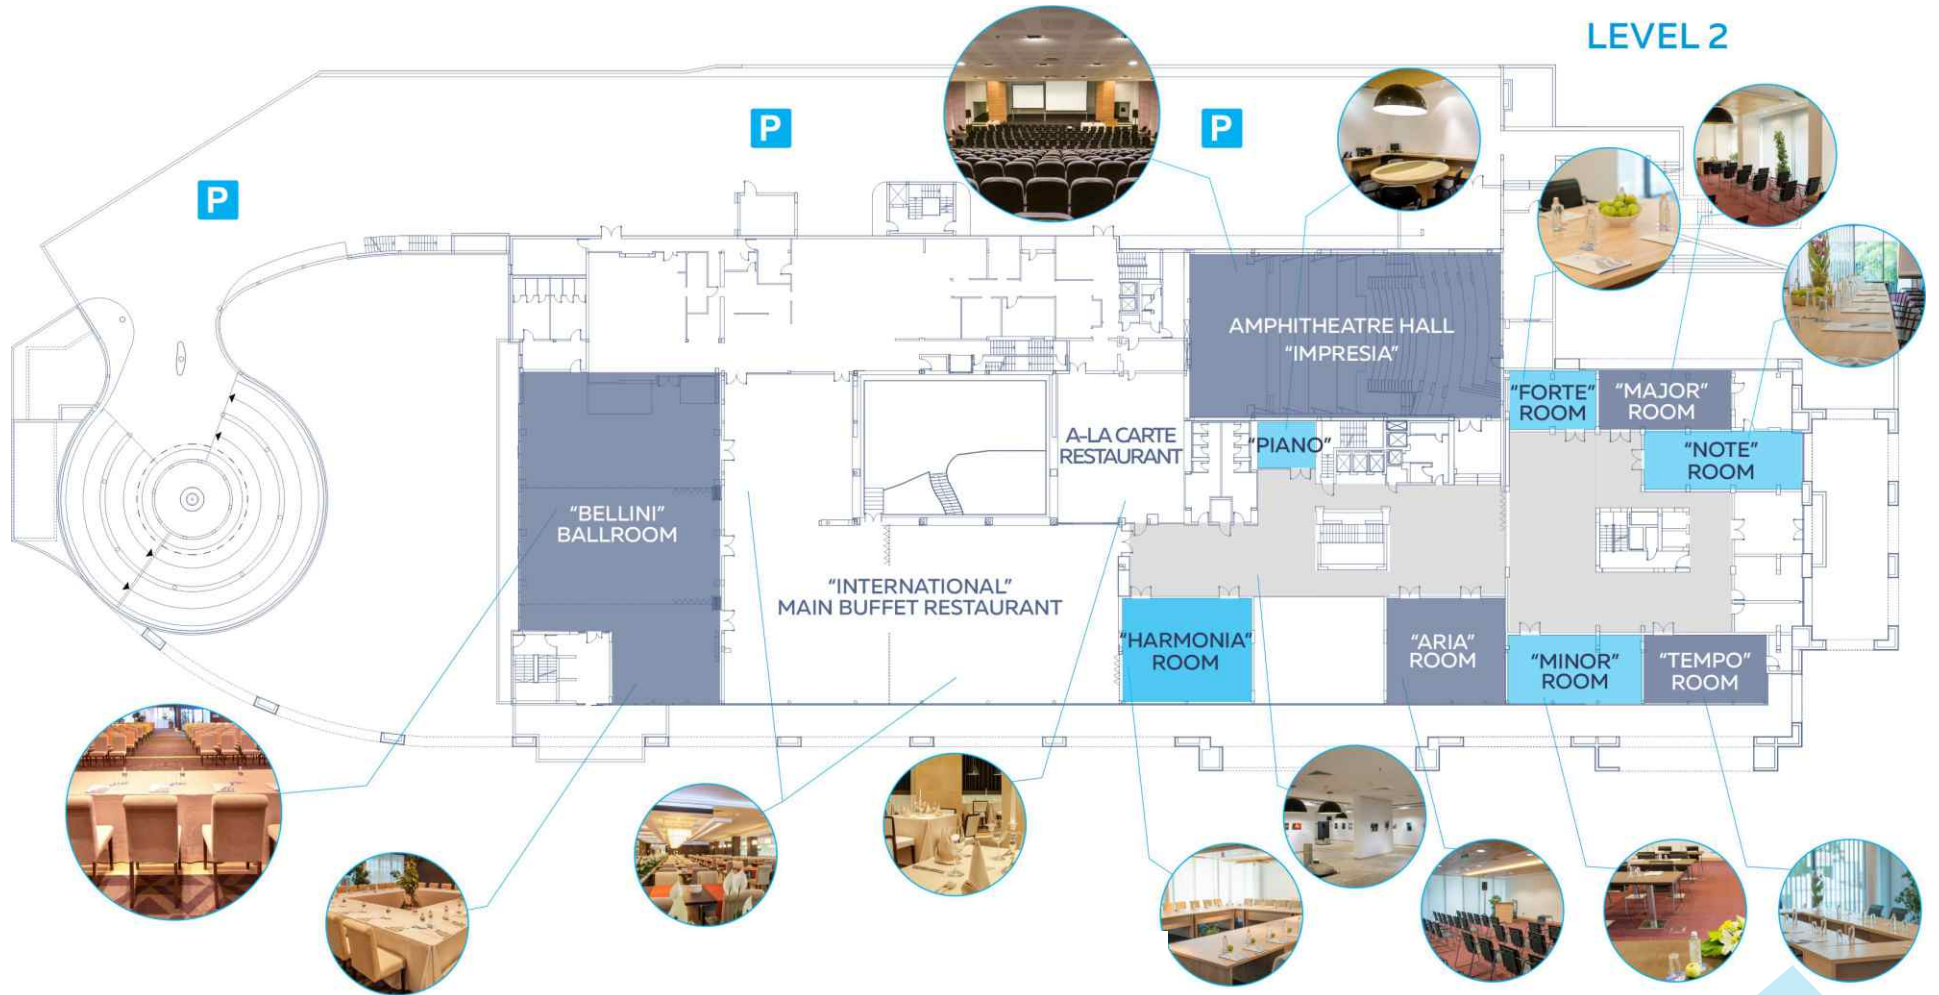 LEVEL 2
P
P
P
AMPHITHEATRE HALL
“IMPRESIA”
“FORTE”
ROOM
“MAJOR”
ROOM
“NOTE”
ROOM
“PIANO”
A-LA CARTE
RESTAURANT
“BELLINI”
BALLROOM
“INTERNATIONAL”
MAIN BUFFET RESTAURANT
“HARMONIA”
ROOM
“ARIA”
ROOM
“MINOR”
ROOM
“TEMPO”
ROOM